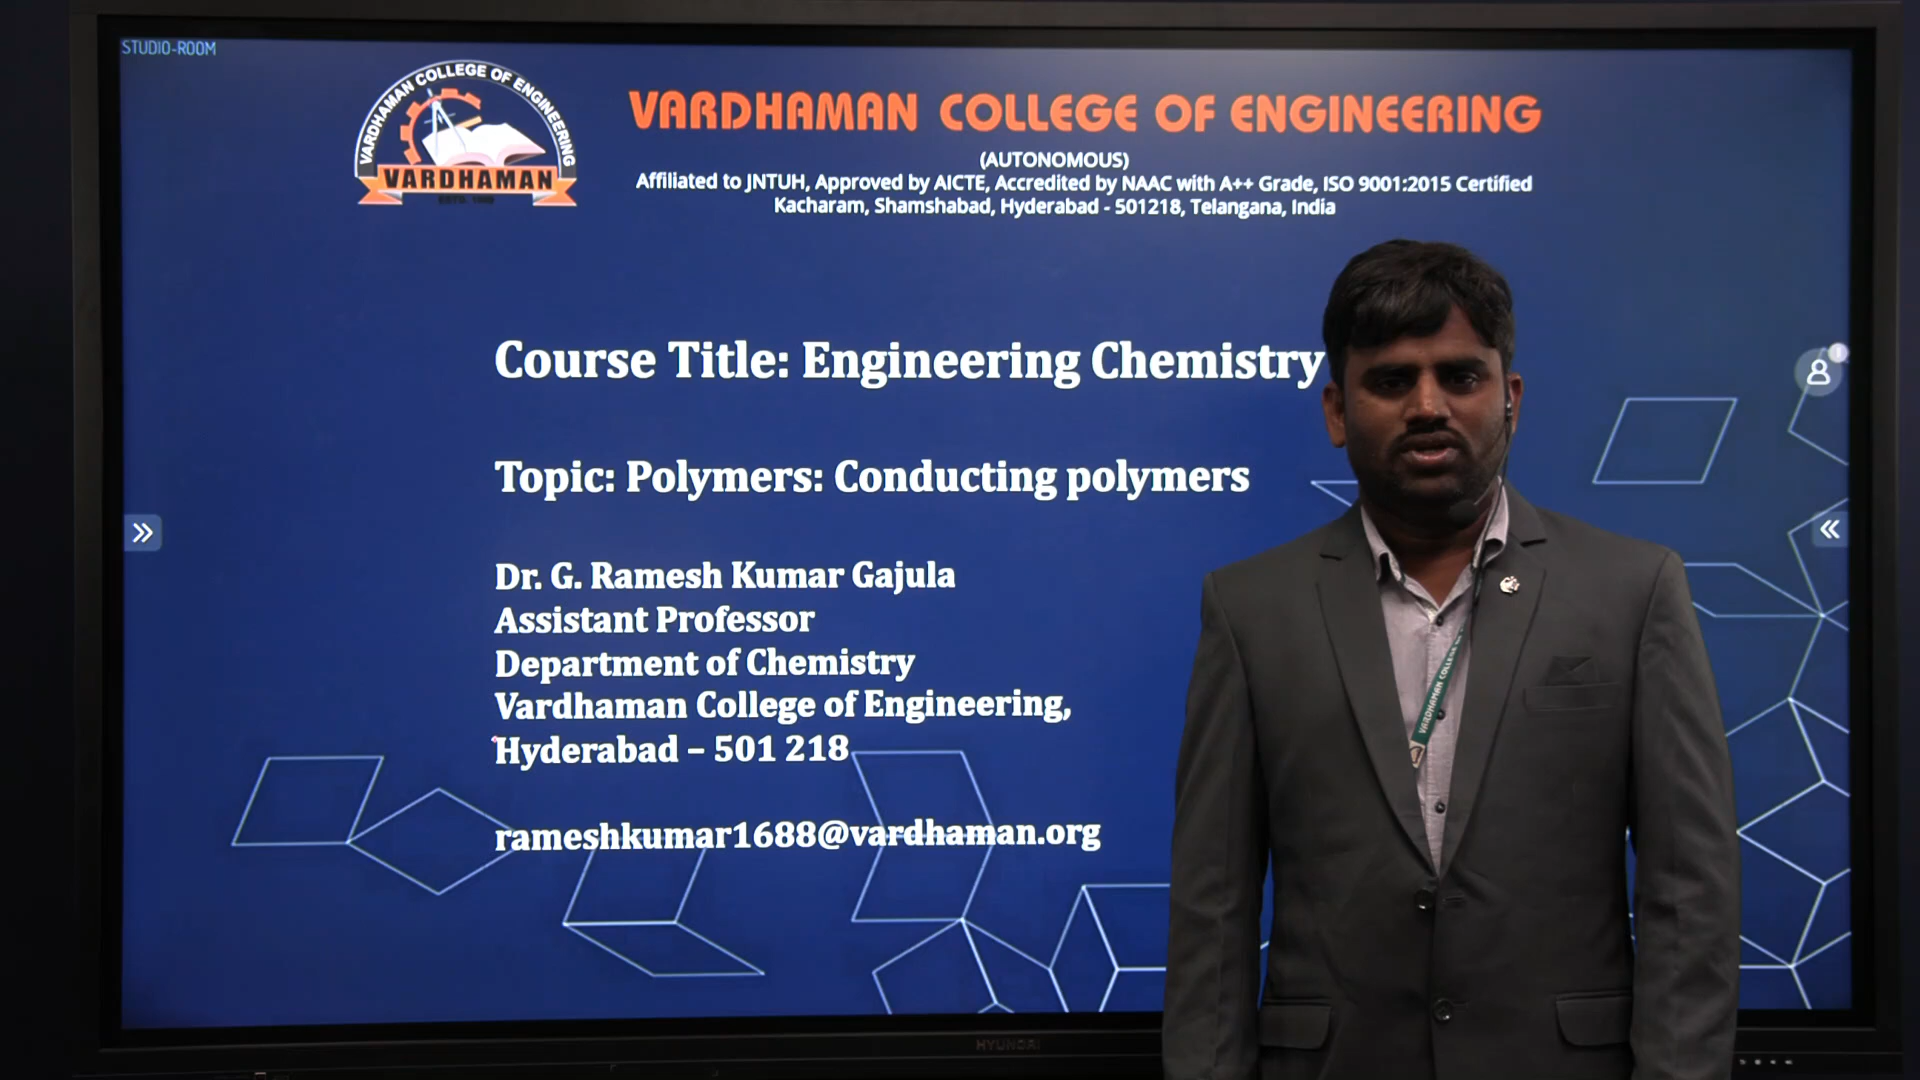 STUDIO-ROOM
VARDHAMAN COLLEGE OF ENGINEERING
VARDHAMAN
VARDHAMAN COLLEGE OF ENGINEERING
(AUTONOMOUS)
Affiliated to JNTUH, Approved by AICTE, Accredited by NAAC with A++ Grade, ISO 9001:2015 Certified
Kacharam, Shamshabad, Hyderabad - 501218, Telangana, India
Course Title: Engineering Chemistry
Topic: Polymers: Conducting polymers
Dr. G. Ramesh Kumar Gajula
Assistant Professor
Department of Chemistry
Vardhaman College of Engineering,
Hyderabad – 501 218
rameshkumar1688@vardhaman.org
VARDHAMAN COLLEGE
HYUNDAI